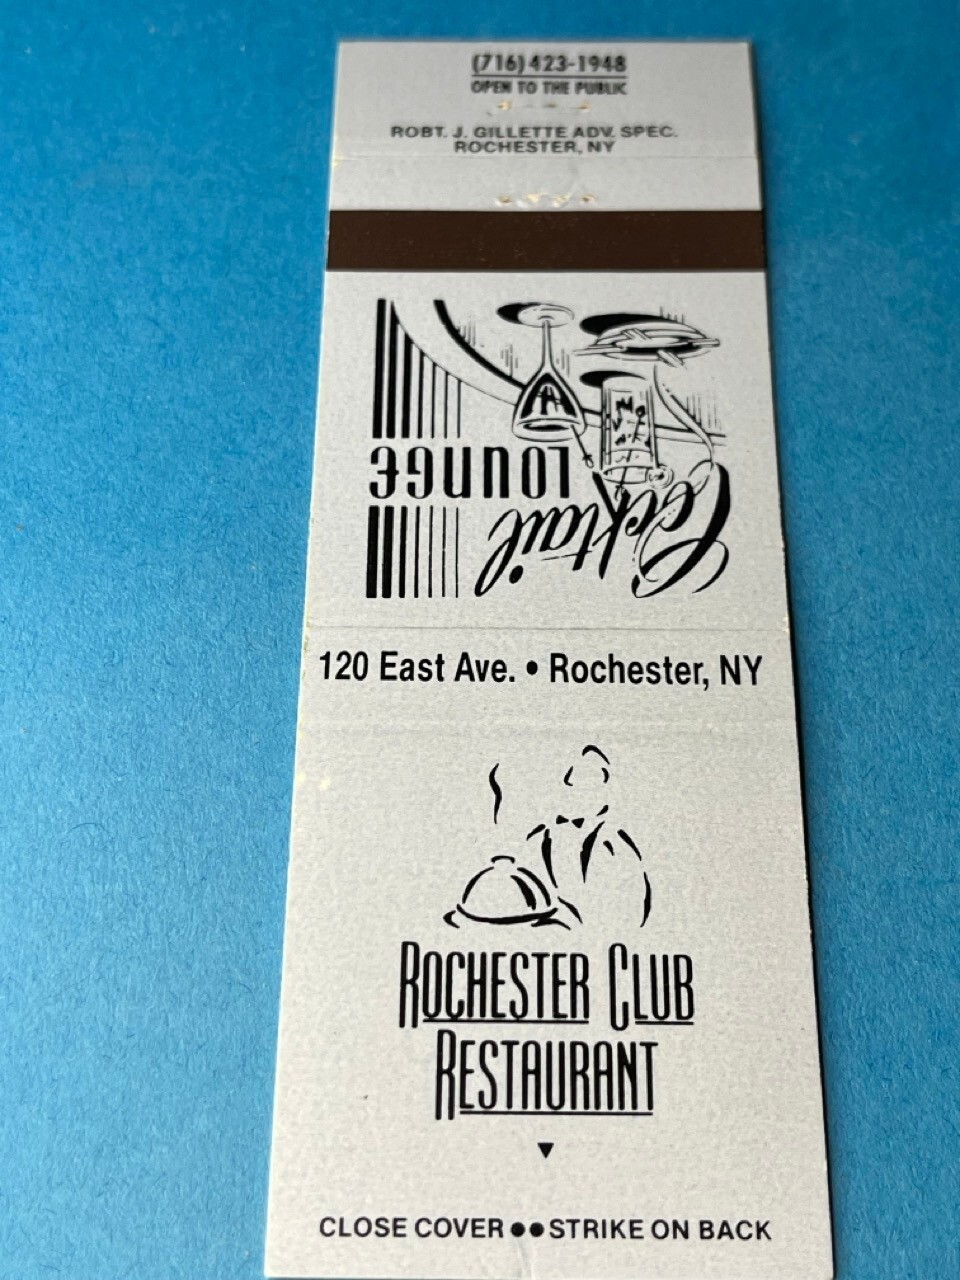 (716)423-1948
OPEN TO THE PUBLIC
ROBT. J. GILLETTE ADV. SPEC.
ROCHESTER, NY
Cocktail
LOUNGE
120 East Ave. • Rochester, NY
ROCHESTER CLUB
RESTAURANT
CLOSE COVER ●● STRIKE ON BACK